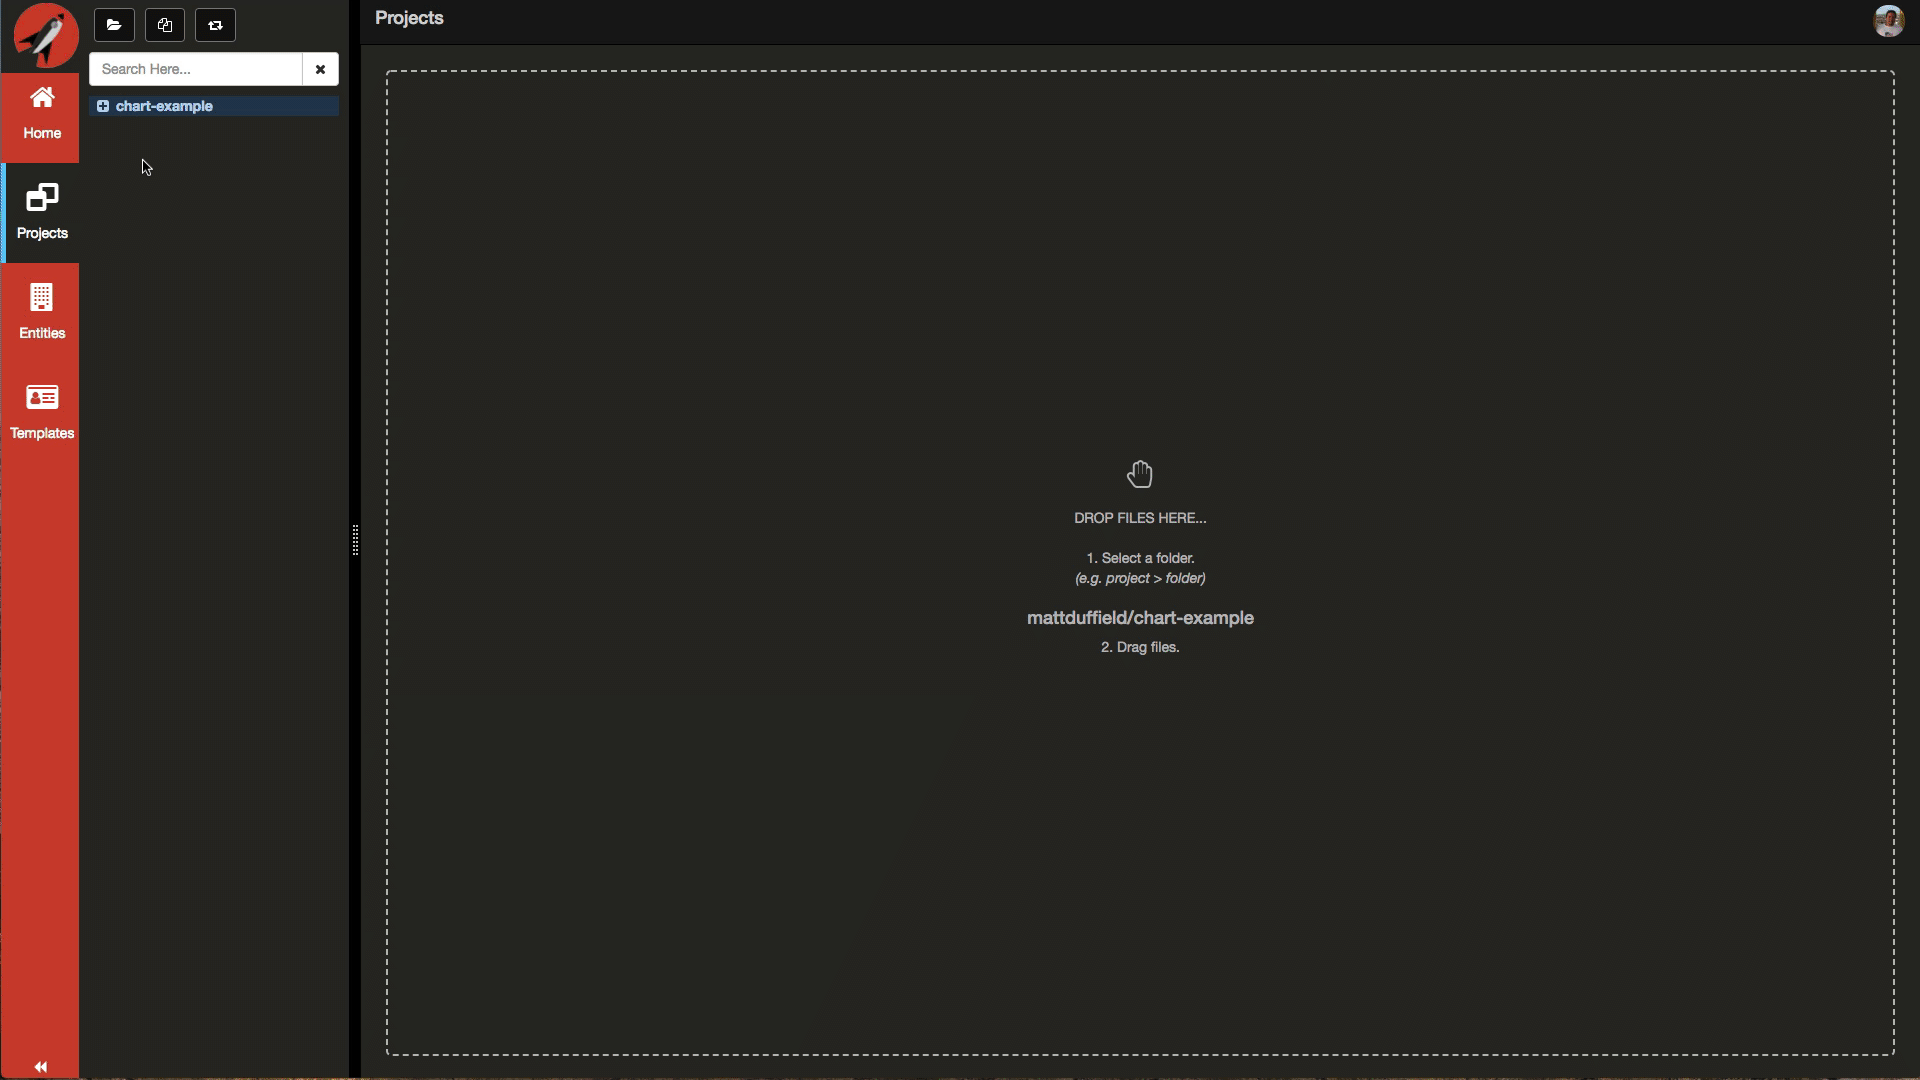 Projects
Search Here...
chart-example
Home
Projects
Entities
Templates
DROP FILES HERE...
1. Select a folder.
(e.g. project > folder)
mattduffield/chart-example
2. Drag files.